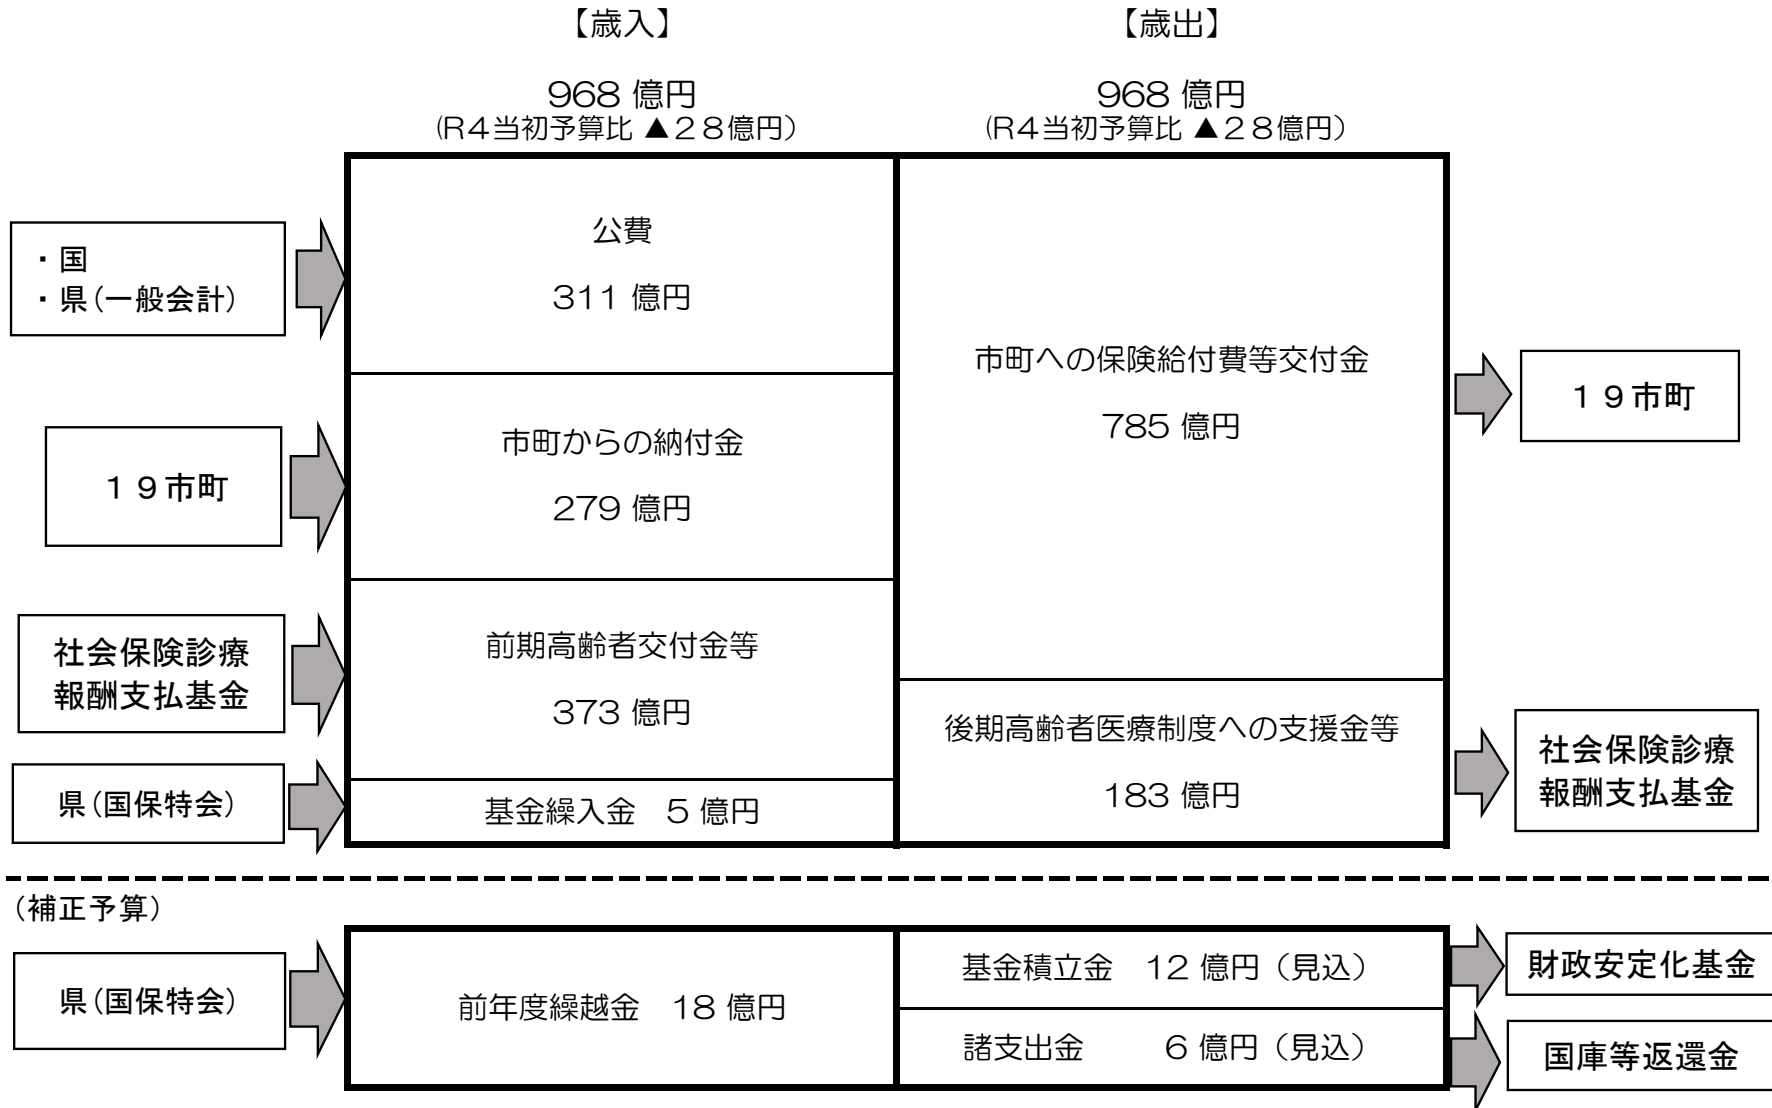 【歳入】
968 億円
(R4当初予算比 ▲28億円)
【歳出】
968 億円
(R4当初予算比 ▲28億円)
・国
・県(一般会計)
公費
311 億円
19市町
市町からの納付金
279 億円
社会保険診療
報酬支払基金
前期高齢者交付金等
373 億円
県(国保特会)
基金繰入金 5 億円
市町への保険給付費等交付金
785 億円
19市町
後期高齢者医療制度への支援金等
183 億円
社会保険診療
報酬支払基金
(補正予算)
県(国保特会)
前年度繰越金 18 億円
基金積立金 12 億円(見込)
財政安定化基金
諸支出金 6 億円(見込)
国庫等返還金